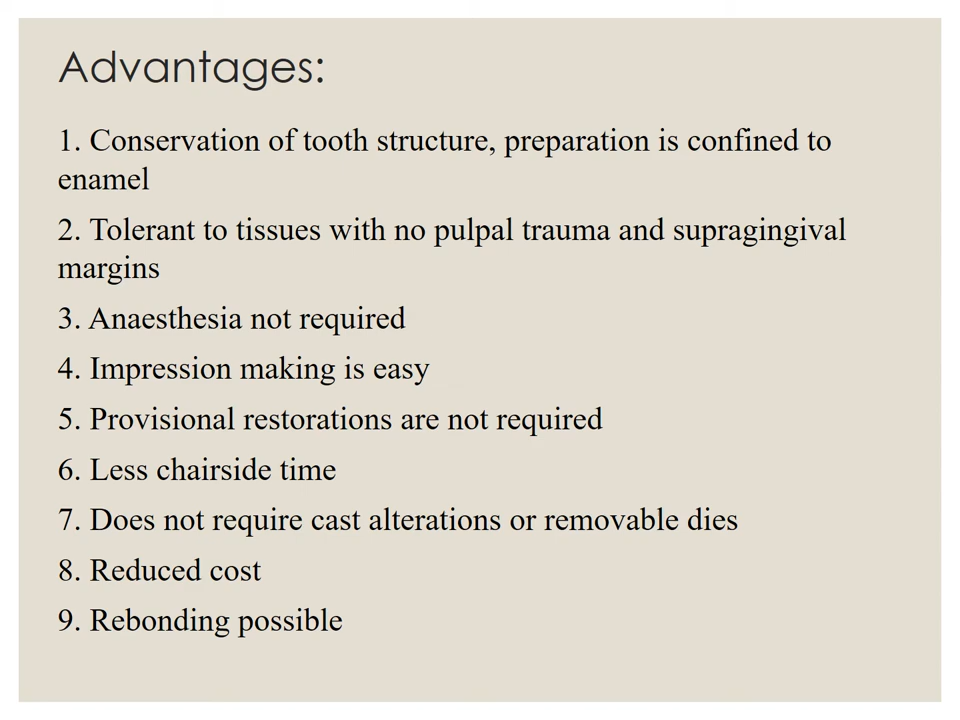 Advantages:
1. Conservation of tooth structure, preparation is confined to
enamel
2. Tolerant to tissues with no pulpal trauma and supragingival
margins
3. Anaesthesia not required
4. Impression making is easy
5. Provisional restorations are not required
6. Less chairside time
7. Does not require cast alterations or removable dies
8. Reduced cost
9. Rebonding possible